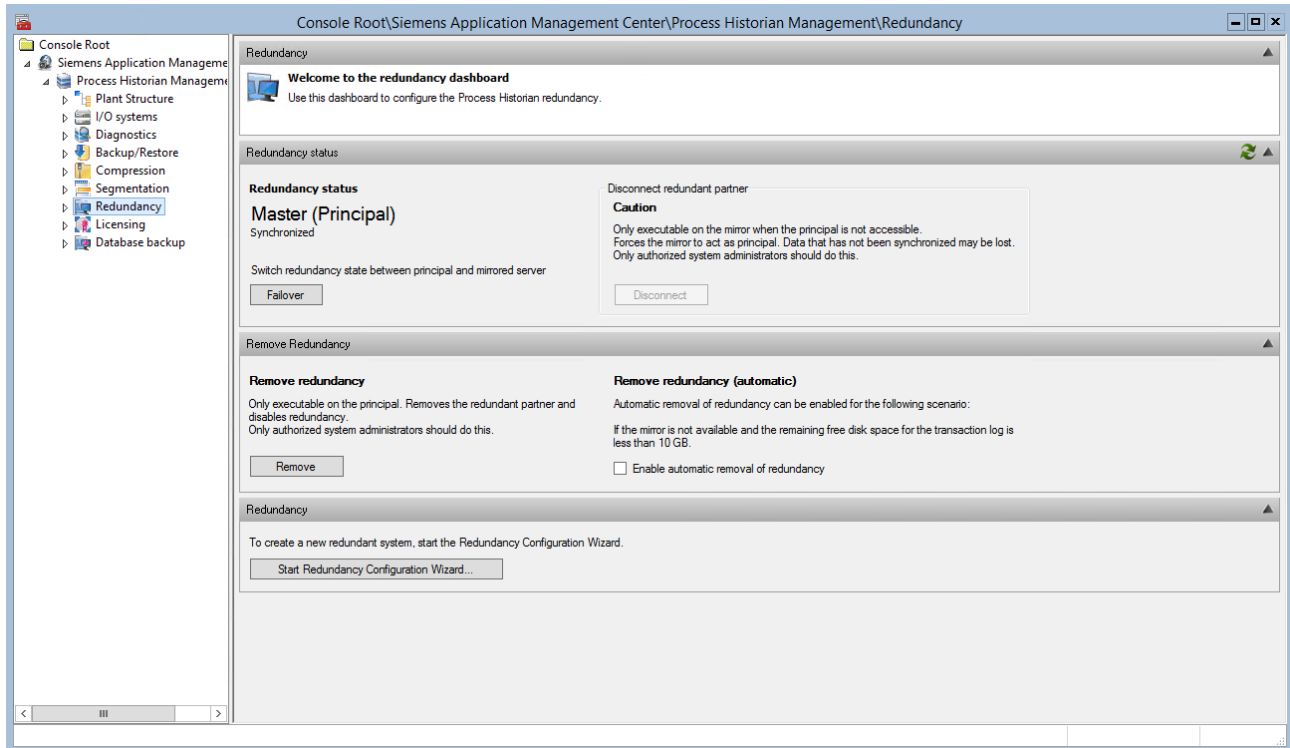 Console Root\Siemens Application Management Center\Process Historian Management\Redundancy
Console Root
Siemens Application Manageme
Process Historian Manageme
Plant Structure
I/O systems
Diagnostics
Backup/Restore
Compression
Segmentation
Redundancy
Licensing
Database backup
Redundancy
Welcome to the redundancy dashboard
Use this dashboard to configure the Process Historian redundancy.
Redundancy status
Redundancy status
Master (Principal)
Synchronized
Switch redundancy state between principal and mirrored server
Failover
Disconnect redundant partner
Caution
Only executable on the mirror when the principal is not accessible.
Forces the mirror to act as principal. Data that has not been synchronized may be lost.
Only authorized system administrators should do this.
Disconnect
Remove Redundancy
Remove redundancy
Only executable on the principal. Removes the redundant partner and
disables redundancy.
Only authorized system administrators should do this.
Remove
Remove redundancy (automatic)
Automatic removal of redundancy can be enabled for the following scenario:
If the mirror is not available and the remaining free disk space for the transaction log is
less than 10 GB.
Enable automatic removal of redundancy
Redundancy
To create a new redundant system, start the Redundancy Configuration Wizard.
Start Redundancy Configuration Wizard...